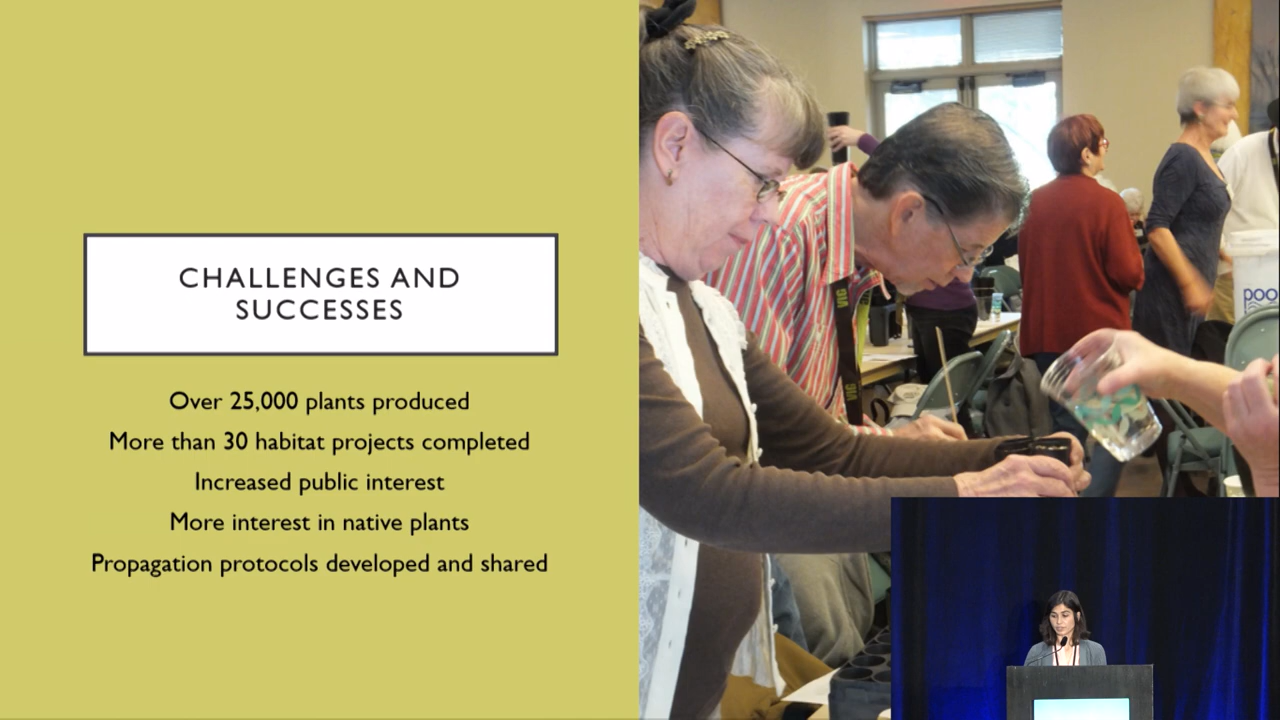 CHALLENGES AND
SUCCESSES
Over 25,000 plants produced
More than 30 habitat projects completed
Increased public interest
More interest in native plants
Propagation protocols developed and shared
poo